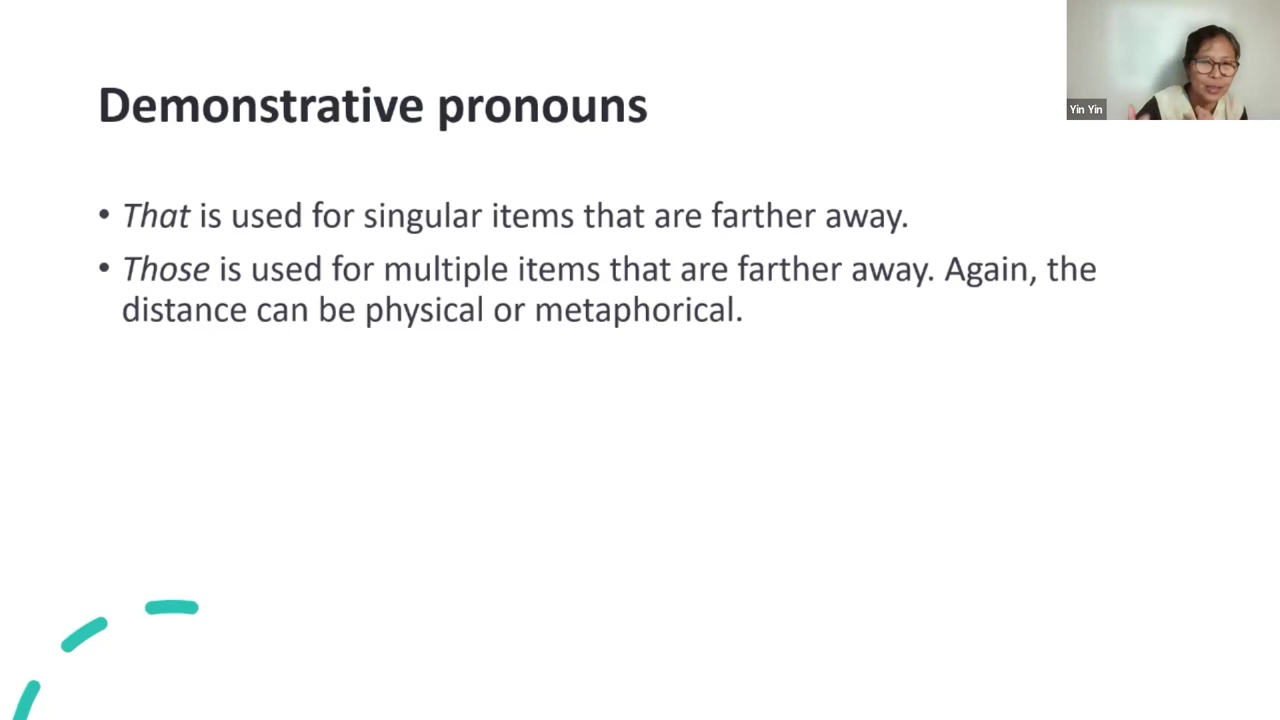 Demonstrative pronouns
Yin Yin
• That is used for singular items that are farther away.
• Those is used for multiple items that are farther away. Again, the
distance can be physical or metaphorical.